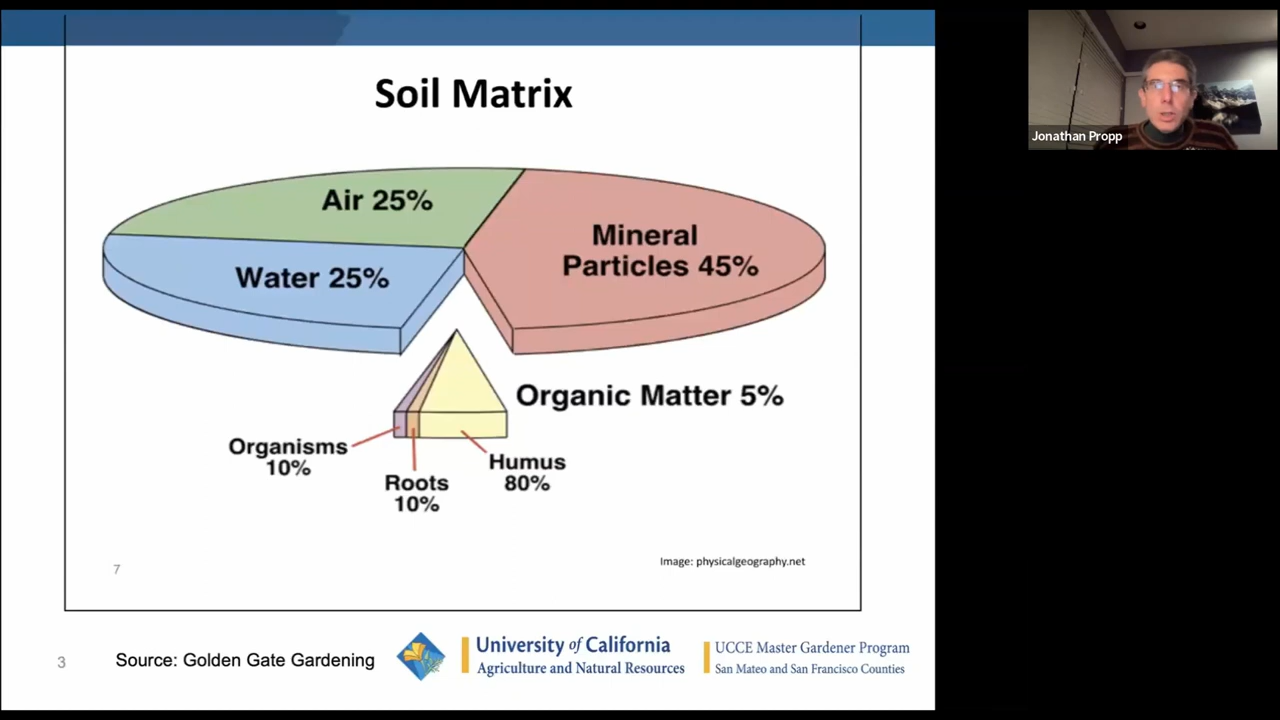 Soil Matrix
Air 25%
Mineral
Particles 45%
Water 25%
Organic Matter 5%
Organisms
10%
Roots
10%
Humus
80%
Image: physicalgeography.net
7
3
Source: Golden Gate Gardening
University of California
Agriculture and Natural Resources
UCCE Master Gardener Program
San Mateo and San Francisco Counties
Jonathan Propp